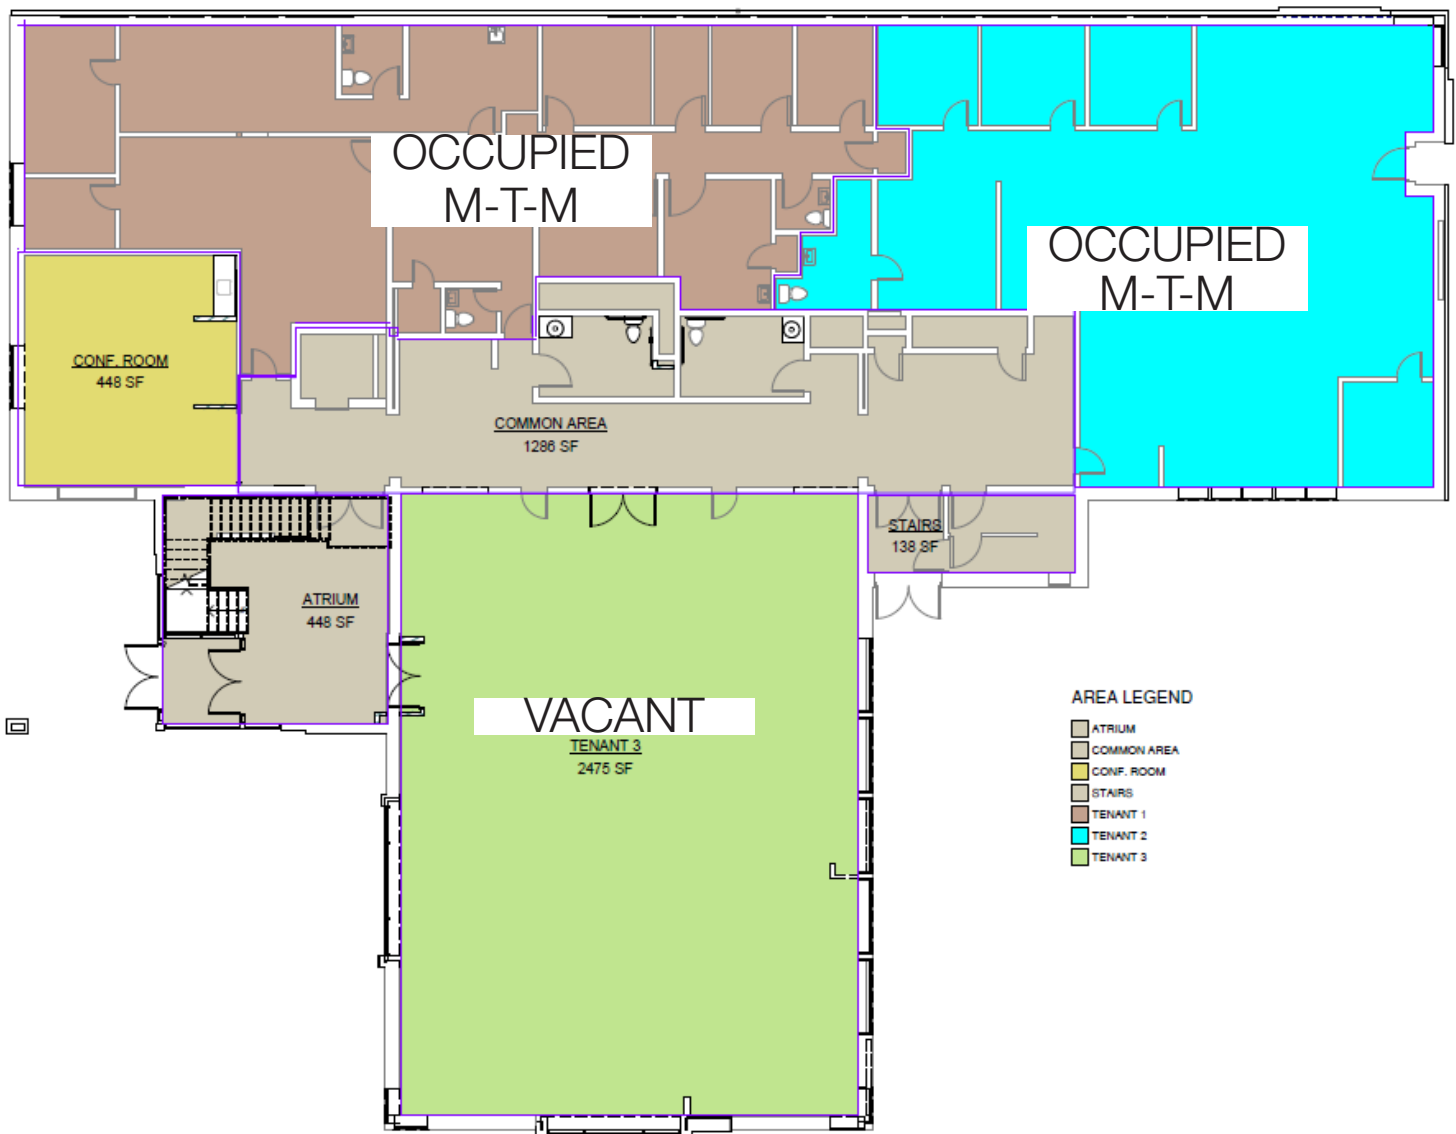 OCCUPIED
M-T-M
OCCUPIED
M-T-M
CONF. ROOM
448 SF
COMMON AREA
1286 SF
STAIRS
138 SF
ATRIUM
448 SF
VACANT
TENANT 3
2475 SF
AREA LEGEND
ATRIUM
COMMON AREA
CONF. ROOM
STAIRS
TENANT 1
TENANT 2
TENANT 3